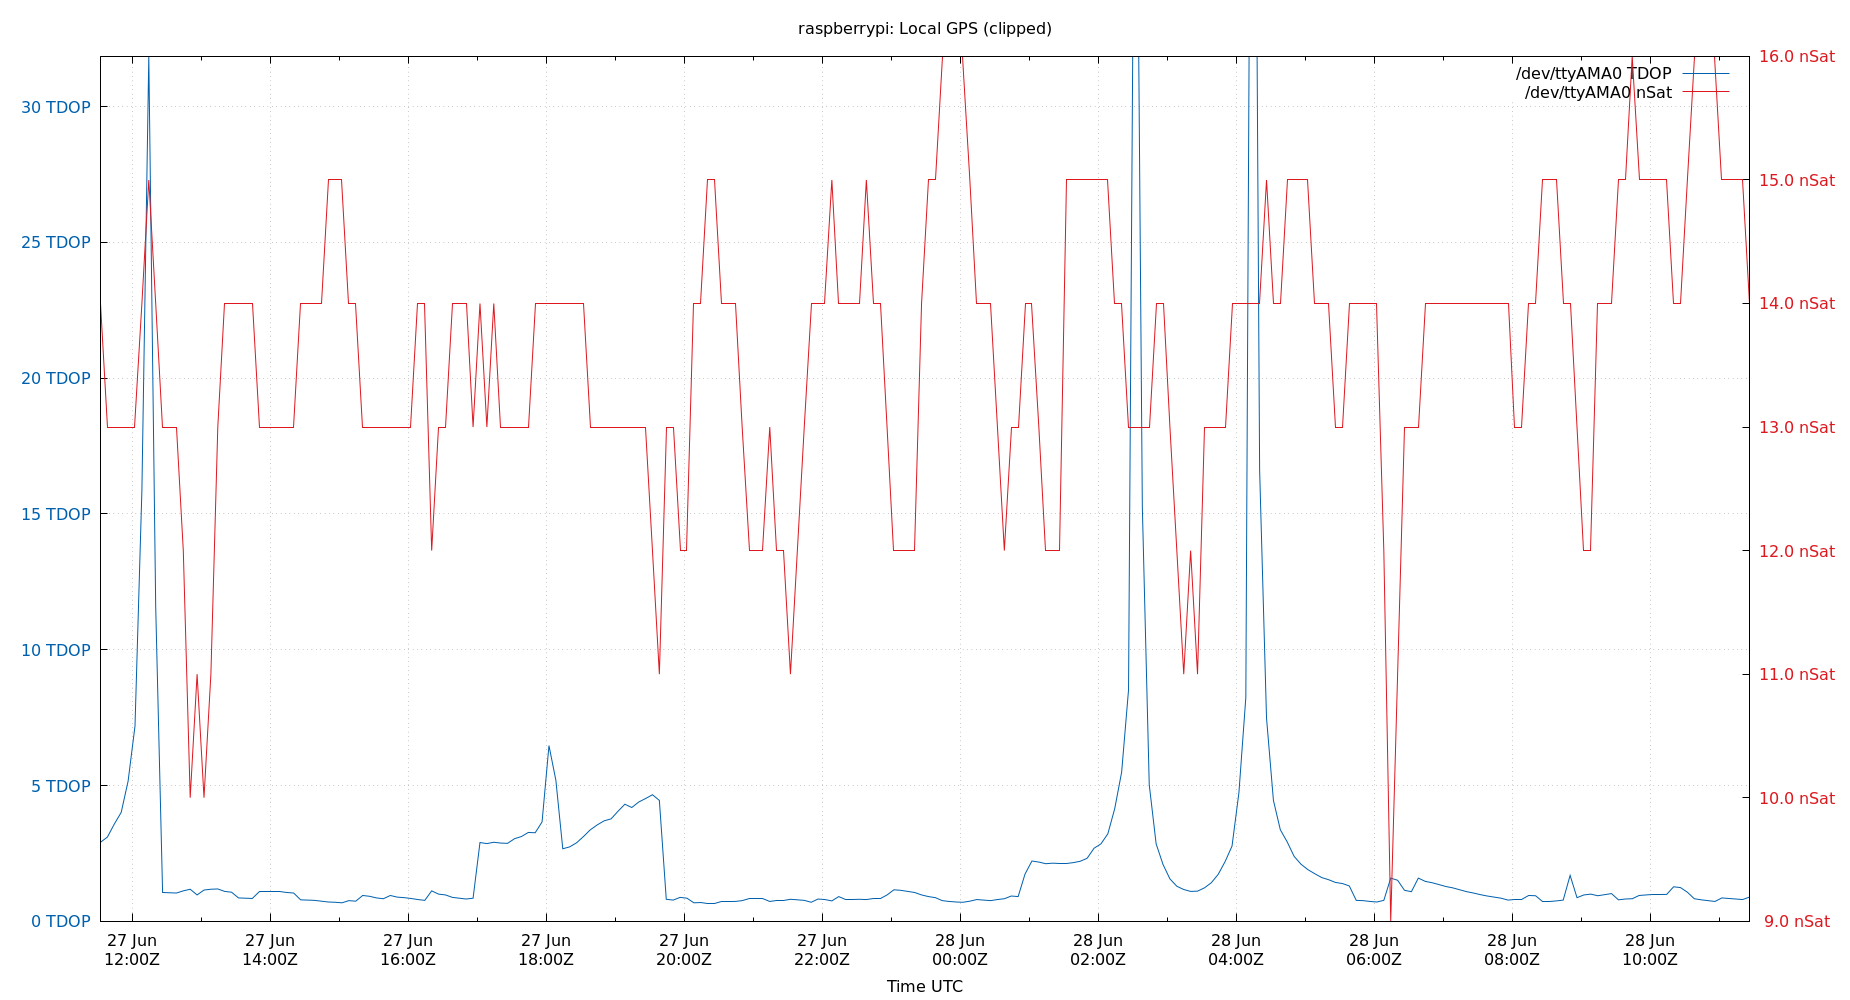 raspberrypi: Local GPS (clipped)
/dev/ttyAMA0 TDOP
/dev/ttyAMA0 nSat
30 TDOP
25 TDOP
20 TDOP
15 TDOP
10 TDOP
5 TDOP
0 TDOP
16.0 nSat
15.0 nSat
14.0 nSat
13.0 nSat
12.0 nSat
11.0 nSat
10.0 nSat
9.0 nSat
27 Jun
12:00Z
27 Jun
14:00Z
27 Jun
16:00Z
27 Jun
18:00Z
27 Jun
20:00Z
27 Jun
22:00Z
28 Jun
00:00Z
28 Jun
02:00Z
28 Jun
04:00Z
28 Jun
06:00Z
28 Jun
08:00Z
28 Jun
10:00Z
Time UTC